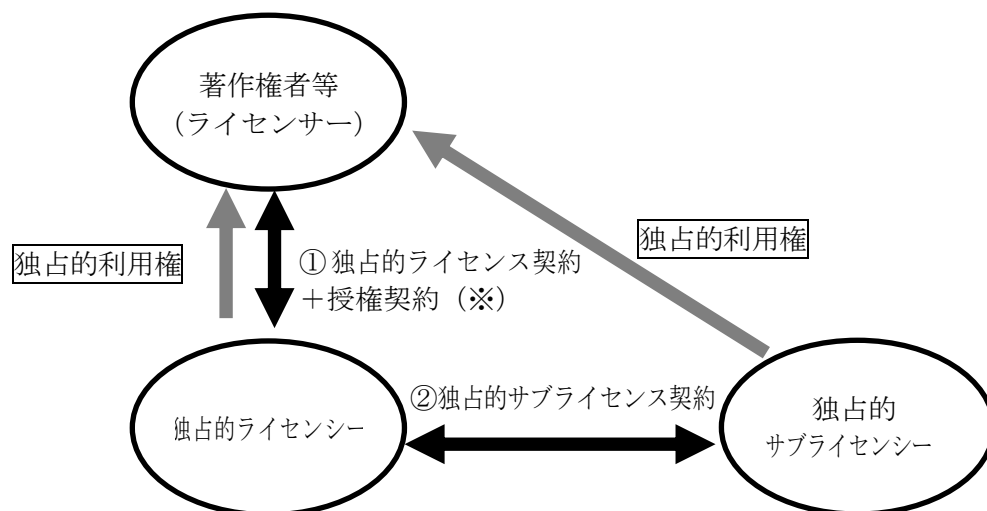 著作権者等
（ライセンサー）
独占的利用権
独占的利用権
①独占的ライセンス契約
＋授権契約（※）
②独占的サブライセンス契約
独占的ライセンシー
独占的
サブライセンシー